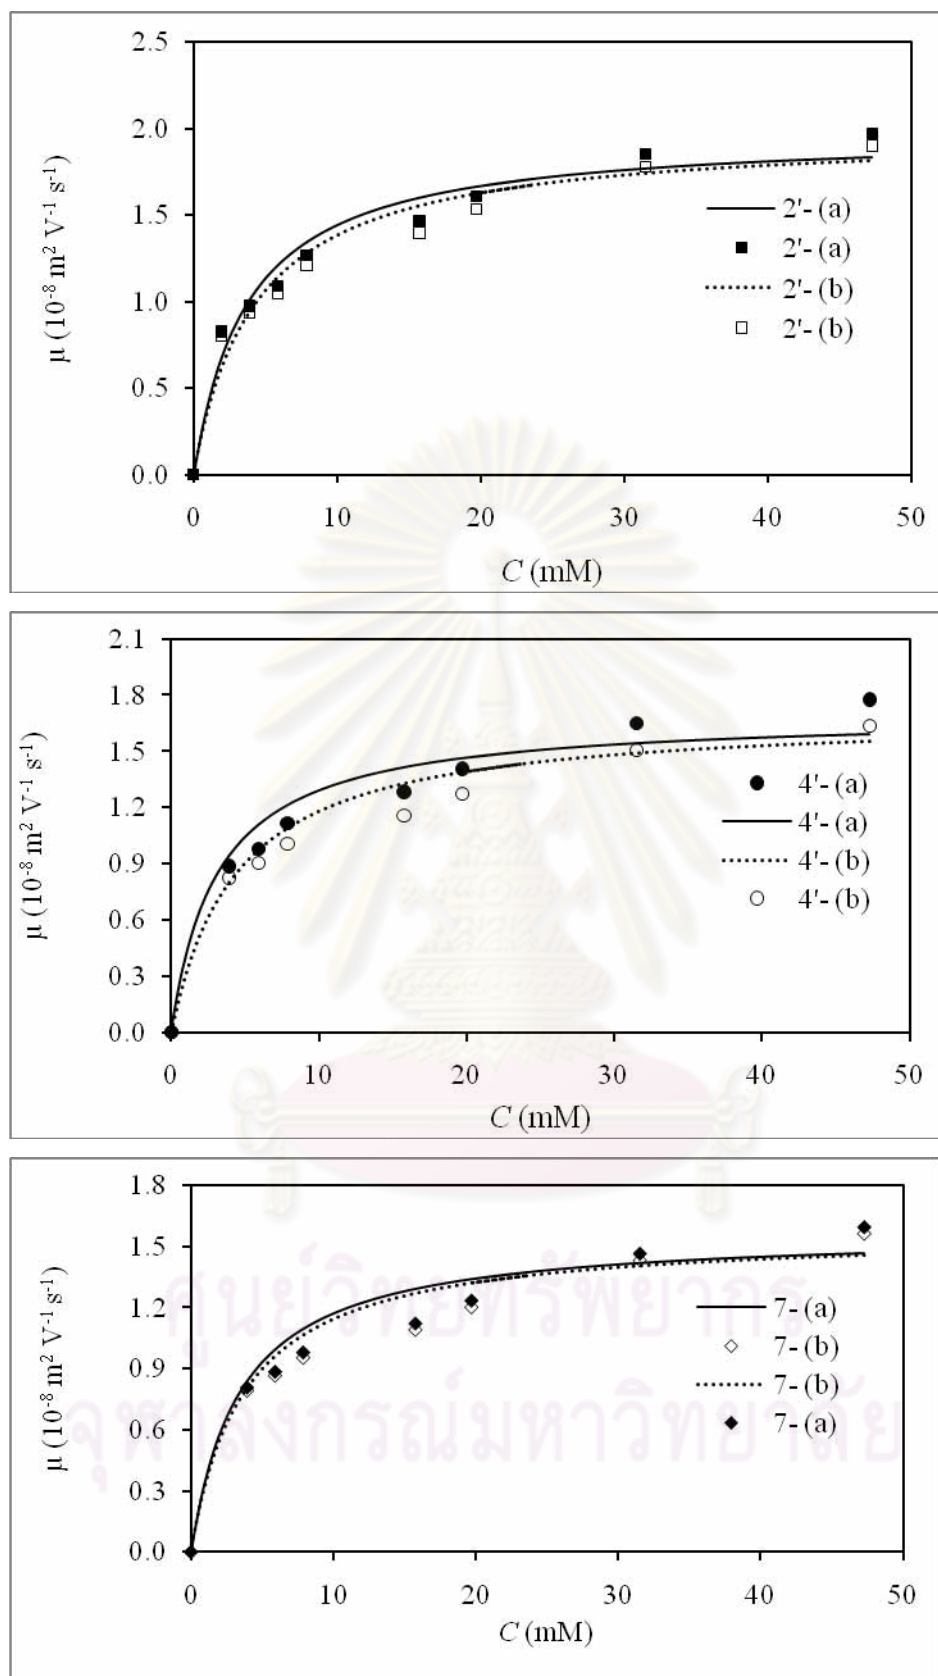 2.5
2.0
1.5
1.0
0.5
0.0
μ (10⁻⁸ m² V⁻¹ s⁻¹)
2'- (a)
2'- (a)
2'- (b)
2'- (b)
0 10 20 30 40 50
C (mM)
2.1
1.8
1.5
1.2
0.9
0.6
0.3
0.0
μ (10⁻⁸ m² V⁻¹ s⁻¹)
4'- (a)
4'- (a)
4'- (b)
4'- (b)
0 10 20 30 40 50
C (mM)
1.8
1.5
1.2
0.9
0.6
0.3
0.0
μ (10⁻⁸ m² V⁻¹ s⁻¹)
7- (a)
7- (b)
7- (b)
7- (a)
ศูนย์วิทยทรัพยากร
จุฬาลงกรณ์มหาวิทยาลัย
0 10 20 30 40 50
C (mM)